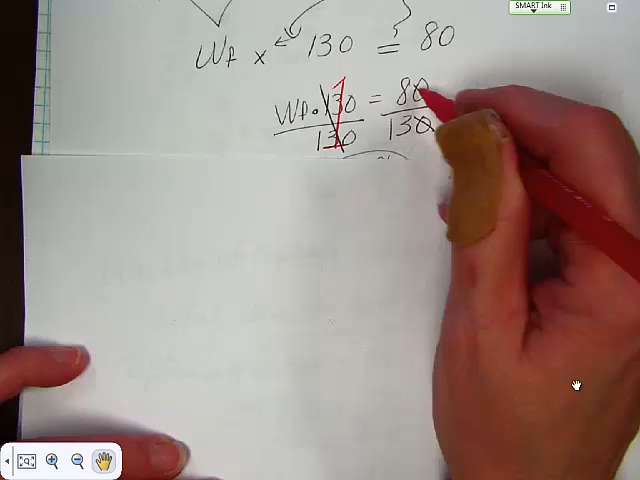 SMART Ink
Wf x 130 = 80
Wf • 130 = 80
130 130